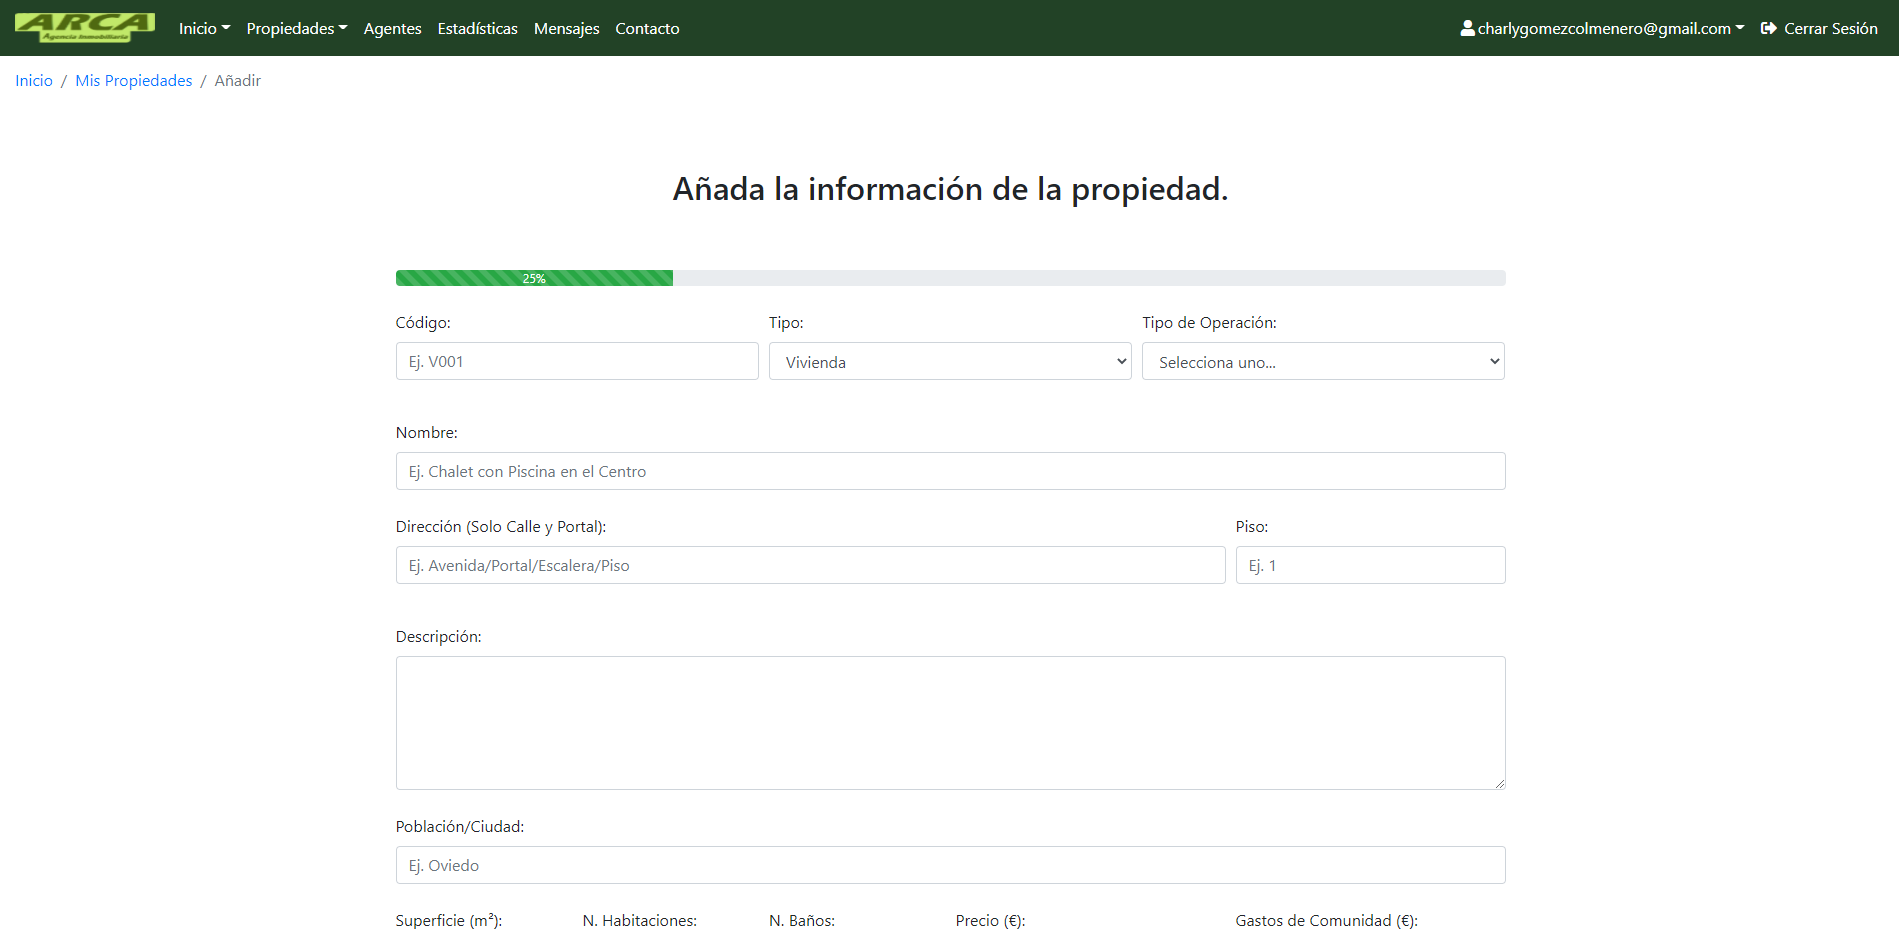 ARCA
Agencia Inmobiliaria
Inicio Propiedades Agentes Estadísticas Mensajes Contacto charlygomezcolmenero@gmail.com Cerrar Sesión
Inicio / Mis Propiedades / Añadir
Añada la información de la propiedad.
25%
Código: Tipo: Tipo de Operación:
Ej. V001 Vivienda Selecciona uno...
Nombre:
Ej. Chalet con Piscina en el Centro
Dirección (Solo Calle y Portal): Piso:
Ej. Avenida/Portal/Escalera/Piso Ej. 1
Descripción:
Población/Ciudad:
Ej. Oviedo
Superficie (m²): N. Habitaciones: N. Baños: Precio (€): Gastos de Comunidad (€):